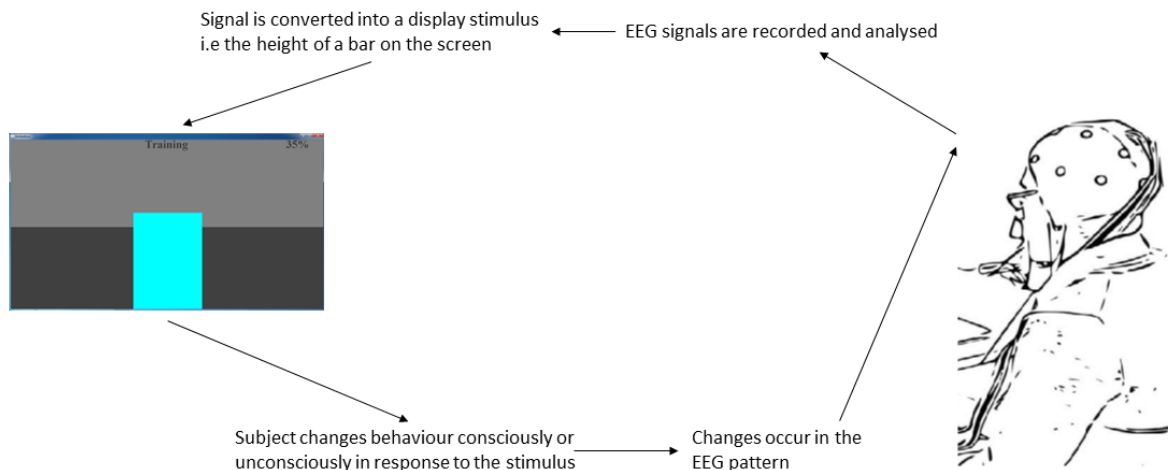 Signal is converted into a display stimulus
i.e the height of a bar on the screen
EEG signals are recorded and analysed
Training
35%
Subject changes behaviour consciously or
unconsciously in response to the stimulus
Changes occur in the
EEG pattern